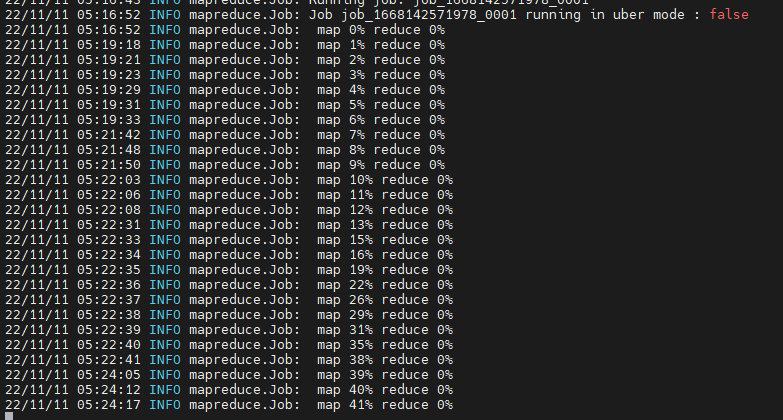 22/11/11 05:16:43 INFO mapreduce.Job: Running job: job_1668142571978_0001
22/11/11 05:16:52 INFO mapreduce.Job: Job job_1668142571978_0001 running in uber mode : false
22/11/11 05:16:52 INFO mapreduce.Job:  map 0% reduce 0%
22/11/11 05:19:18 INFO mapreduce.Job:  map 1% reduce 0%
22/11/11 05:19:21 INFO mapreduce.Job:  map 2% reduce 0%
22/11/11 05:19:23 INFO mapreduce.Job:  map 3% reduce 0%
22/11/11 05:19:29 INFO mapreduce.Job:  map 4% reduce 0%
22/11/11 05:19:31 INFO mapreduce.Job:  map 5% reduce 0%
22/11/11 05:19:33 INFO mapreduce.Job:  map 6% reduce 0%
22/11/11 05:21:42 INFO mapreduce.Job:  map 7% reduce 0%
22/11/11 05:21:48 INFO mapreduce.Job:  map 8% reduce 0%
22/11/11 05:21:50 INFO mapreduce.Job:  map 9% reduce 0%
22/11/11 05:22:03 INFO mapreduce.Job:  map 10% reduce 0%
22/11/11 05:22:06 INFO mapreduce.Job:  map 11% reduce 0%
22/11/11 05:22:08 INFO mapreduce.Job:  map 12% reduce 0%
22/11/11 05:22:31 INFO mapreduce.Job:  map 13% reduce 0%
22/11/11 05:22:33 INFO mapreduce.Job:  map 15% reduce 0%
22/11/11 05:22:34 INFO mapreduce.Job:  map 16% reduce 0%
22/11/11 05:22:35 INFO mapreduce.Job:  map 19% reduce 0%
22/11/11 05:22:36 INFO mapreduce.Job:  map 22% reduce 0%
22/11/11 05:22:37 INFO mapreduce.Job:  map 26% reduce 0%
22/11/11 05:22:38 INFO mapreduce.Job:  map 29% reduce 0%
22/11/11 05:22:39 INFO mapreduce.Job:  map 31% reduce 0%
22/11/11 05:22:40 INFO mapreduce.Job:  map 35% reduce 0%
22/11/11 05:22:41 INFO mapreduce.Job:  map 38% reduce 0%
22/11/11 05:24:05 INFO mapreduce.Job:  map 39% reduce 0%
22/11/11 05:24:12 INFO mapreduce.Job:  map 40% reduce 0%
22/11/11 05:24:17 INFO mapreduce.Job:  map 41% reduce 0%